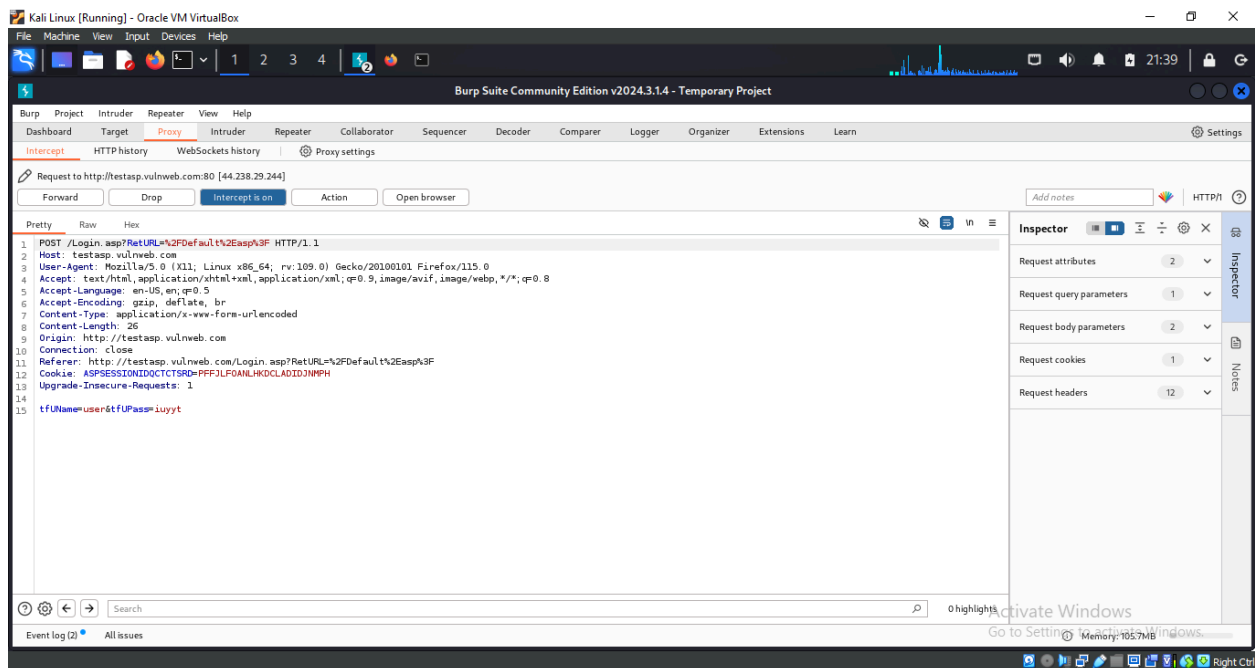 Kali Linux [Running] - Oracle VM VirtualBox
File Machine View Input Devices Help
1 2 3 4 2 21:39
Burp Suite Community Edition v2024.3.1.4 - Temporary Project
Burp Project Intruder Repeater View Help
Dashboard Target Proxy Intruder Repeater Collaborator Sequencer Decoder Comparer Logger Organizer Extensions Learn Settings
Intercept HTTP history WebSockets history Proxy settings
Request to http://testasp.vulnweb.com:80 [44.238.29.244]
Forward Drop Intercept is on Action Open browser Add notes HTTP/1
Pretty Raw Hex \n
Inspector
1 POST /Login.asp?RetURL=%2FDefault%2Easp%3F HTTP/1.1
2 Host: testasp.vulnweb.com
3 User-Agent: Mozilla/5.0 (X11; Linux x86_64; rv:109.0) Gecko/20100101 Firefox/115.0
4 Accept: text/html,application/xhtml+xml,application/xml;q=0.9,image/avif,image/webp,*/*;q=0.8
5 Accept-Language: en-US,en;q=0.5
6 Accept-Encoding: gzip, deflate, br
7 Content-Type: application/x-www-form-urlencoded
8 Content-Length: 26
9 Origin: http://testasp.vulnweb.com
10 Connection: close
11 Referer: http://testasp.vulnweb.com/Login.asp?RetURL=%2FDefault%2Easp%3F
12 Cookie: ASPSESSIONIDQCTCTSRD=PFFJLFOANLHKDCLADIDJNMPH
13 Upgrade-Insecure-Requests: 1
14
15 tfUName=user&tfUPass=iuyyt
Request attributes 2
Request query parameters 1
Request body parameters 2
Request cookies 1
Request headers 12
Inspector
Notes
Search 0 highlights
Activate Windows
Go to Settings to activate Windows.
Event log (2) All issues Memory: 105.7MB
Right Ctrl